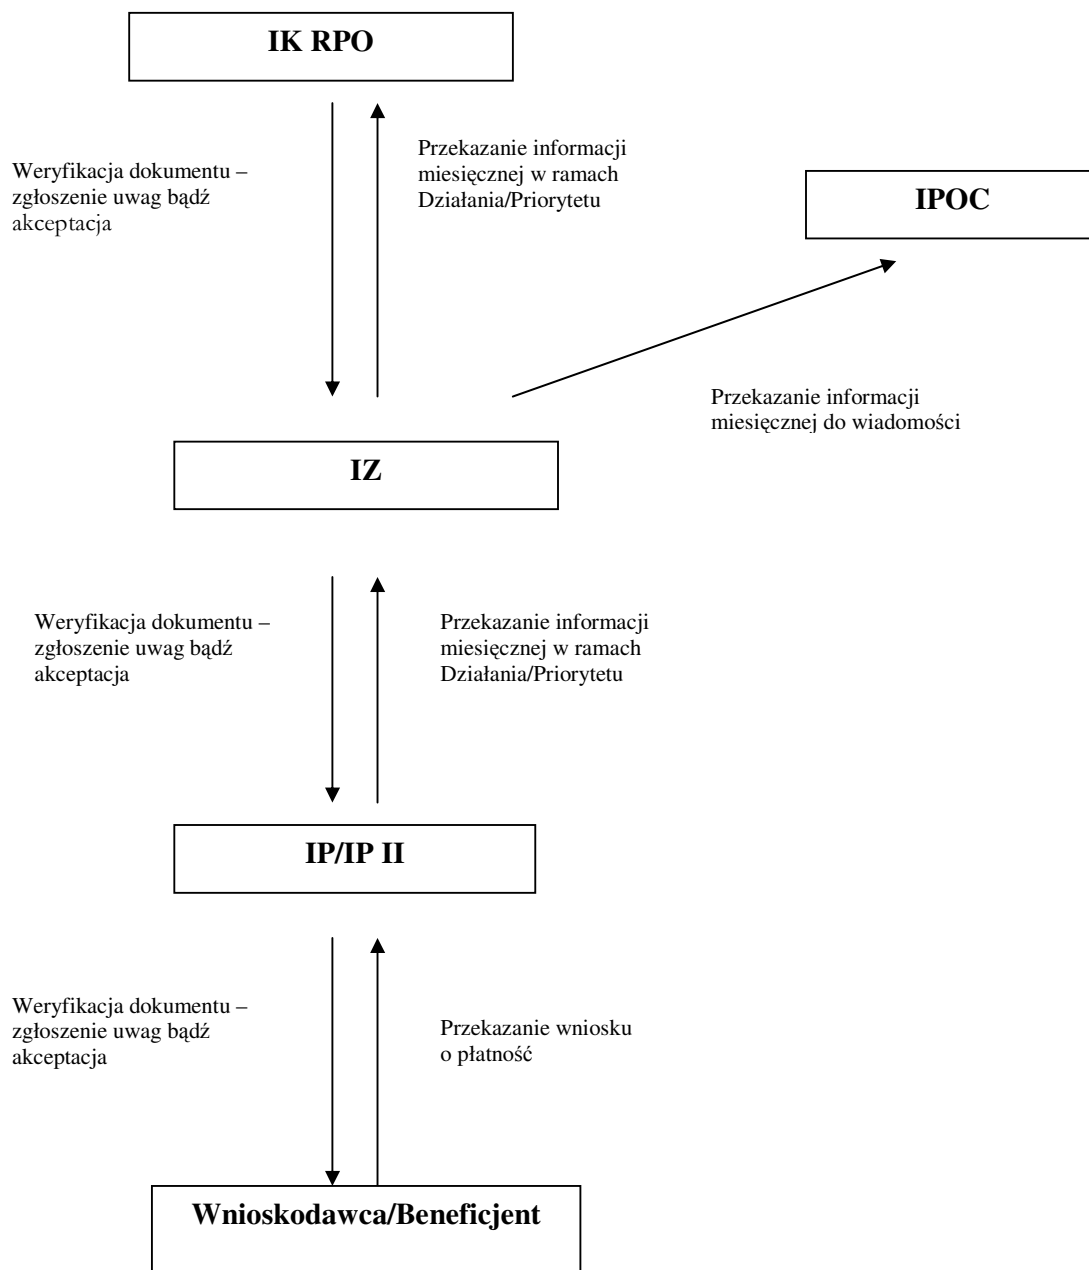 IK RPO
Weryfikacja dokumentu –
zgłoszenie uwag bądź
akceptacja
Przekazanie informacji
miesięcznej w ramach
Działania/Priorytetu
IPOC
Przekazanie informacji
miesięcznej do wiadomości
IZ
Weryfikacja dokumentu –
zgłoszenie uwag bądź
akceptacja
Przekazanie informacji
miesięcznej w ramach
Działania/Priorytetu
IP/IP II
Weryfikacja dokumentu –
zgłoszenie uwag bądź
akceptacja
Przekazanie wniosku
o płatność
Wnioskodawca/Beneficjent